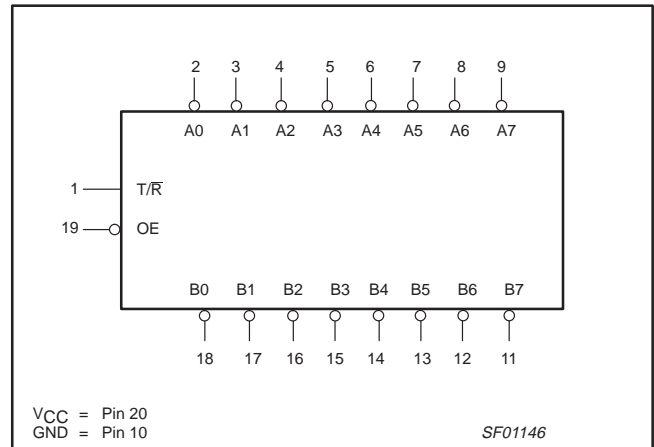 2 3 4 5 6 7 8 9
A0 A1 A2 A3 A4 A5 A6 A7
1 T/R̅
19 OE
B0 B1 B2 B3 B4 B5 B6 B7
18 17 16 15 14 13 12 11
VCC = Pin 20
GND = Pin 10
SF01146